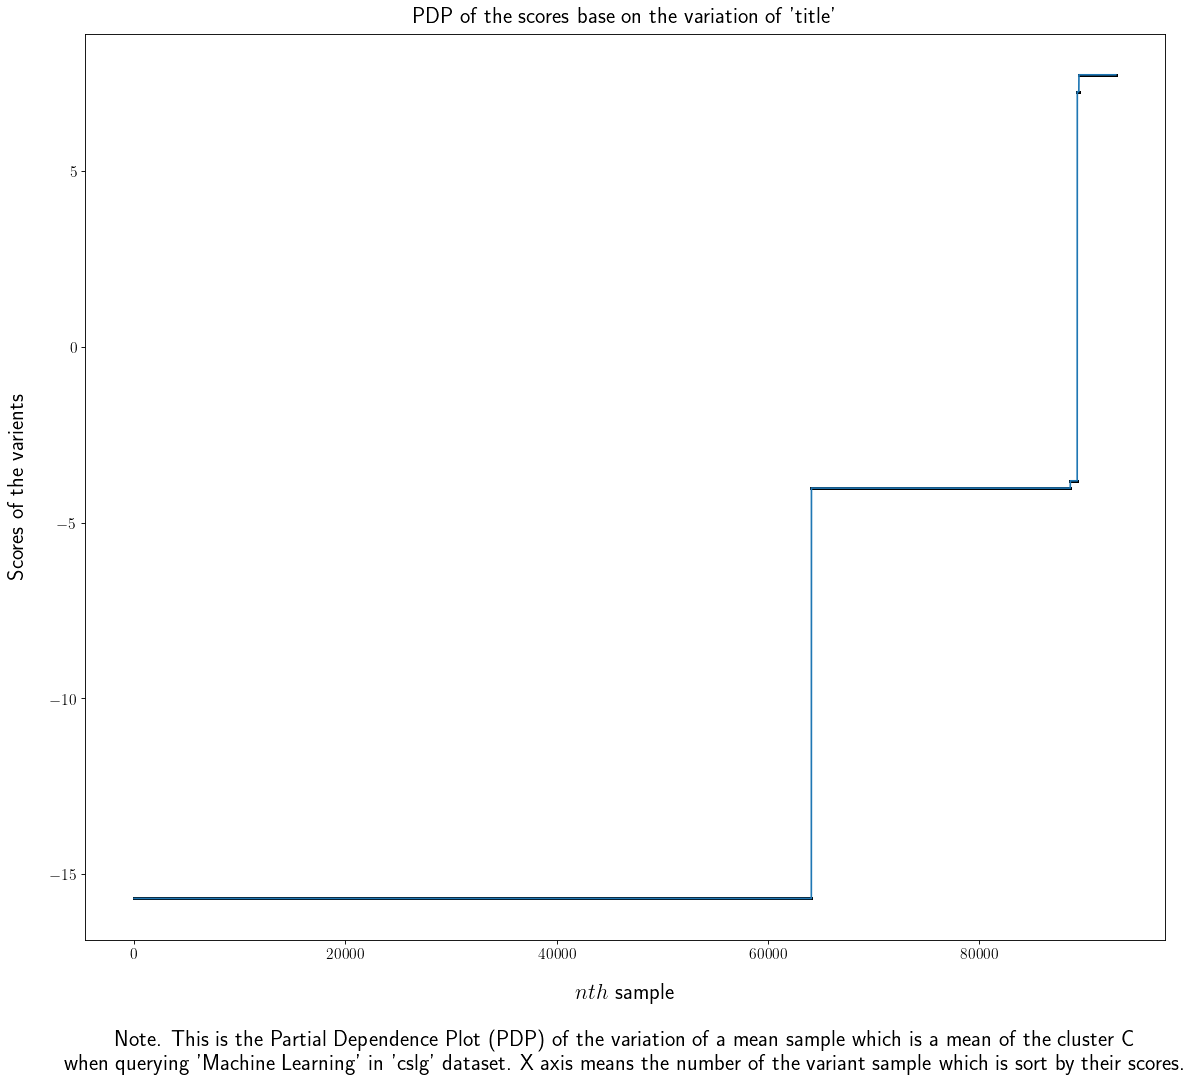 PDP of the scores base on the variation of 'title'
5
0
−5
−10
−15
Scores of the varients
0 20000 40000 60000 80000
nth sample
Note. This is the Partial Dependence Plot (PDP) of the variation of a mean sample which is a mean of the cluster C
when querying 'Machine Learning' in 'cslg' dataset. X axis means the number of the variant sample which is sort by their scores.